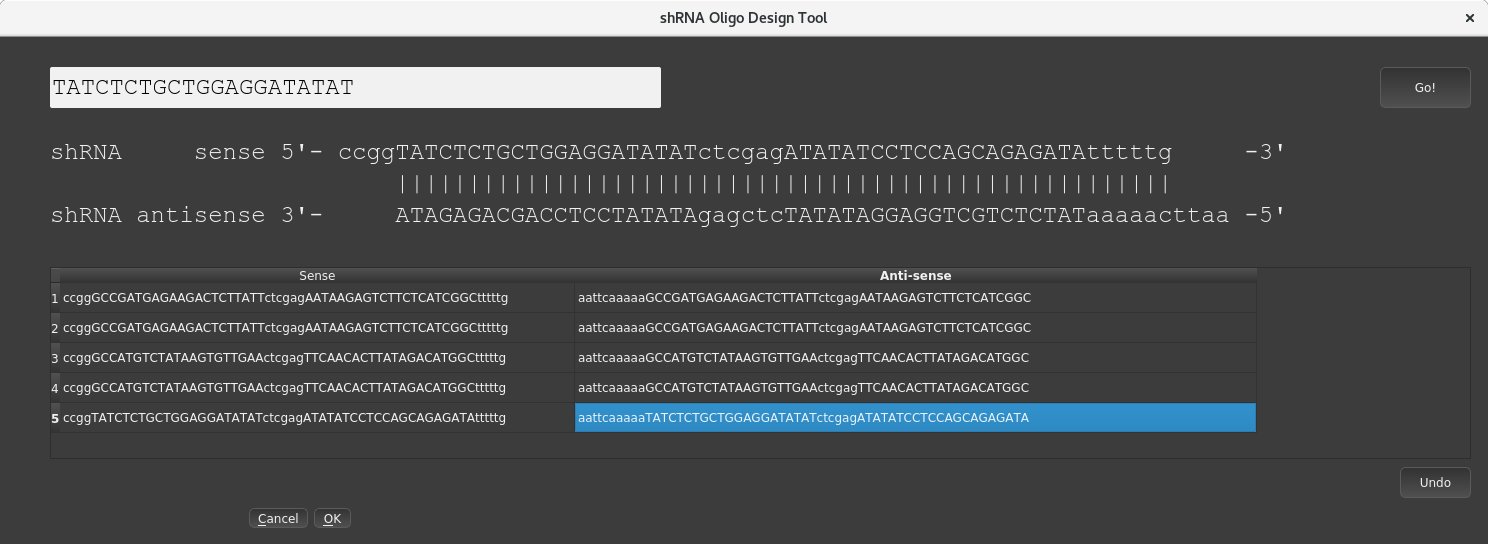 shRNA Oligo Design Tool ×
TATCTCTGCTGGAGGATATAT Go!
shRNA sense 5'- ccggTATCTCTGCTGGAGGATATATctcgagATATATCCTCCAGCAGAGATAtttttg -3'
||||||||||||||||||||||||||||||||||||||||||||||||||||||
shRNA antisense 3'- ATAGAGACGACCTCCTATATAgagctcTATATAGGAGGTCGTCTCTATaaaaacttaa -5'
Sense Anti-sense
1 ccggGCCGATGAGAAGACTCTTATTctcgagAATAAGAGTCTTCTCATCGGCtttttg aattcaaaaaGCCGATGAGAAGACTCTTATTctcgagAATAAGAGTCTTCTCATCGGC
2 ccggGCCGATGAGAAGACTCTTATTctcgagAATAAGAGTCTTCTCATCGGCtttttg aattcaaaaaGCCGATGAGAAGACTCTTATTctcgagAATAAGAGTCTTCTCATCGGC
3 ccggGCCATGTCTATAAGTGTTGAActcgagTTCAACACTTATAGACATGGCtttttg aattcaaaaaGCCATGTCTATAAGTGTTGAActcgagTTCAACACTTATAGACATGGC
4 ccggGCCATGTCTATAAGTGTTGAActcgagTTCAACACTTATAGACATGGCtttttg aattcaaaaaGCCATGTCTATAAGTGTTGAActcgagTTCAACACTTATAGACATGGC
5 ccggTATCTCTGCTGGAGGATATATctcgagATATATCCTCCAGCAGAGATAtttttg aattcaaaaaTATCTCTGCTGGAGGATATATctcgagATATATCCTCCAGCAGAGATA
Undo
Cancel OK